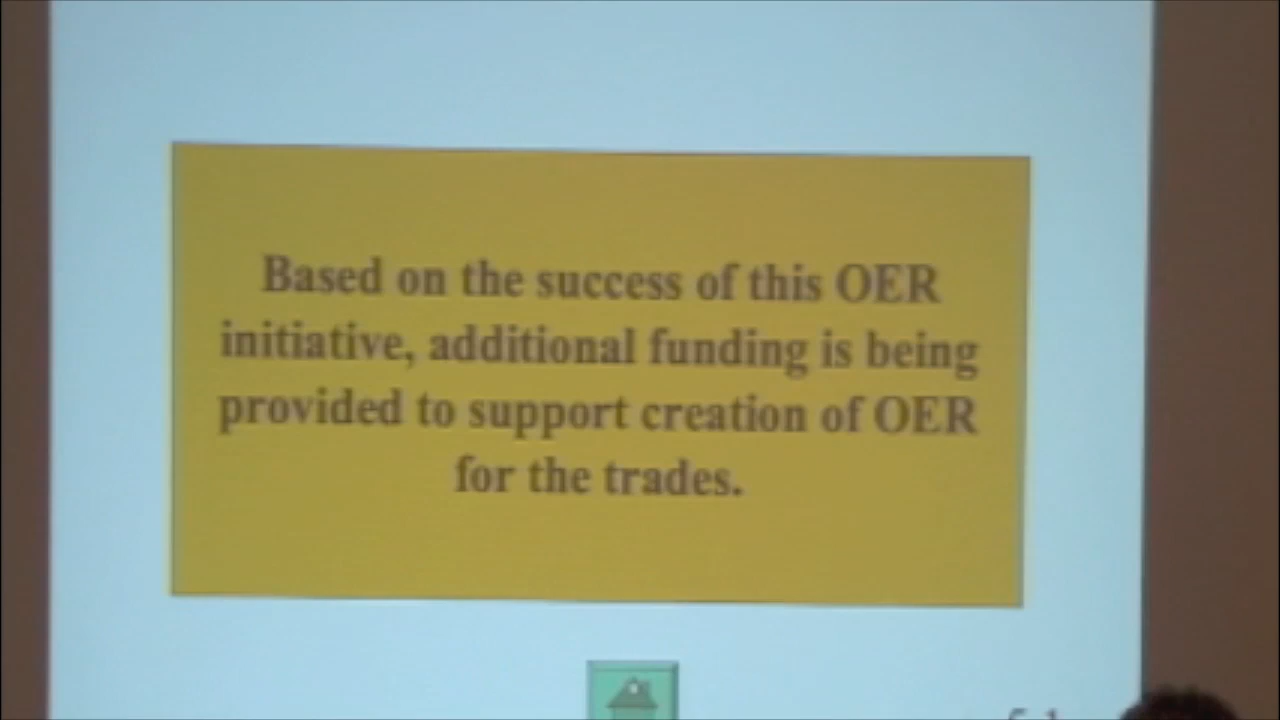 Based on the success of this OER
initiative, additional funding is being
provided to support creation of OER
for the trades.